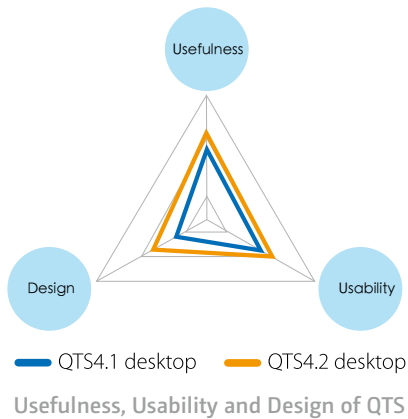 Usefulness
Design
Usability
QTS4.1 desktop
QTS4.2 desktop
Usefulness, Usability and Design of QTS